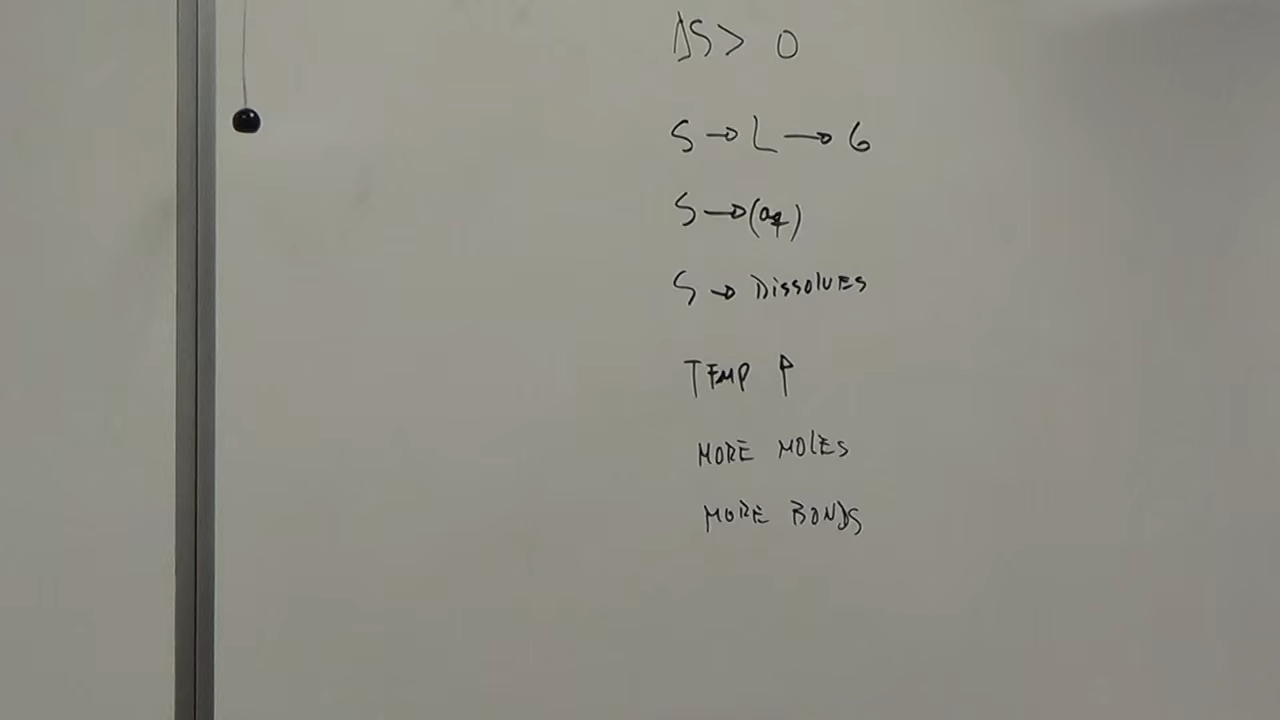 ΔS > 0
S → L → G
S → (aq)
S → DISSOLVES
TEMP ↑
MORE MOLES
MORE BONDS